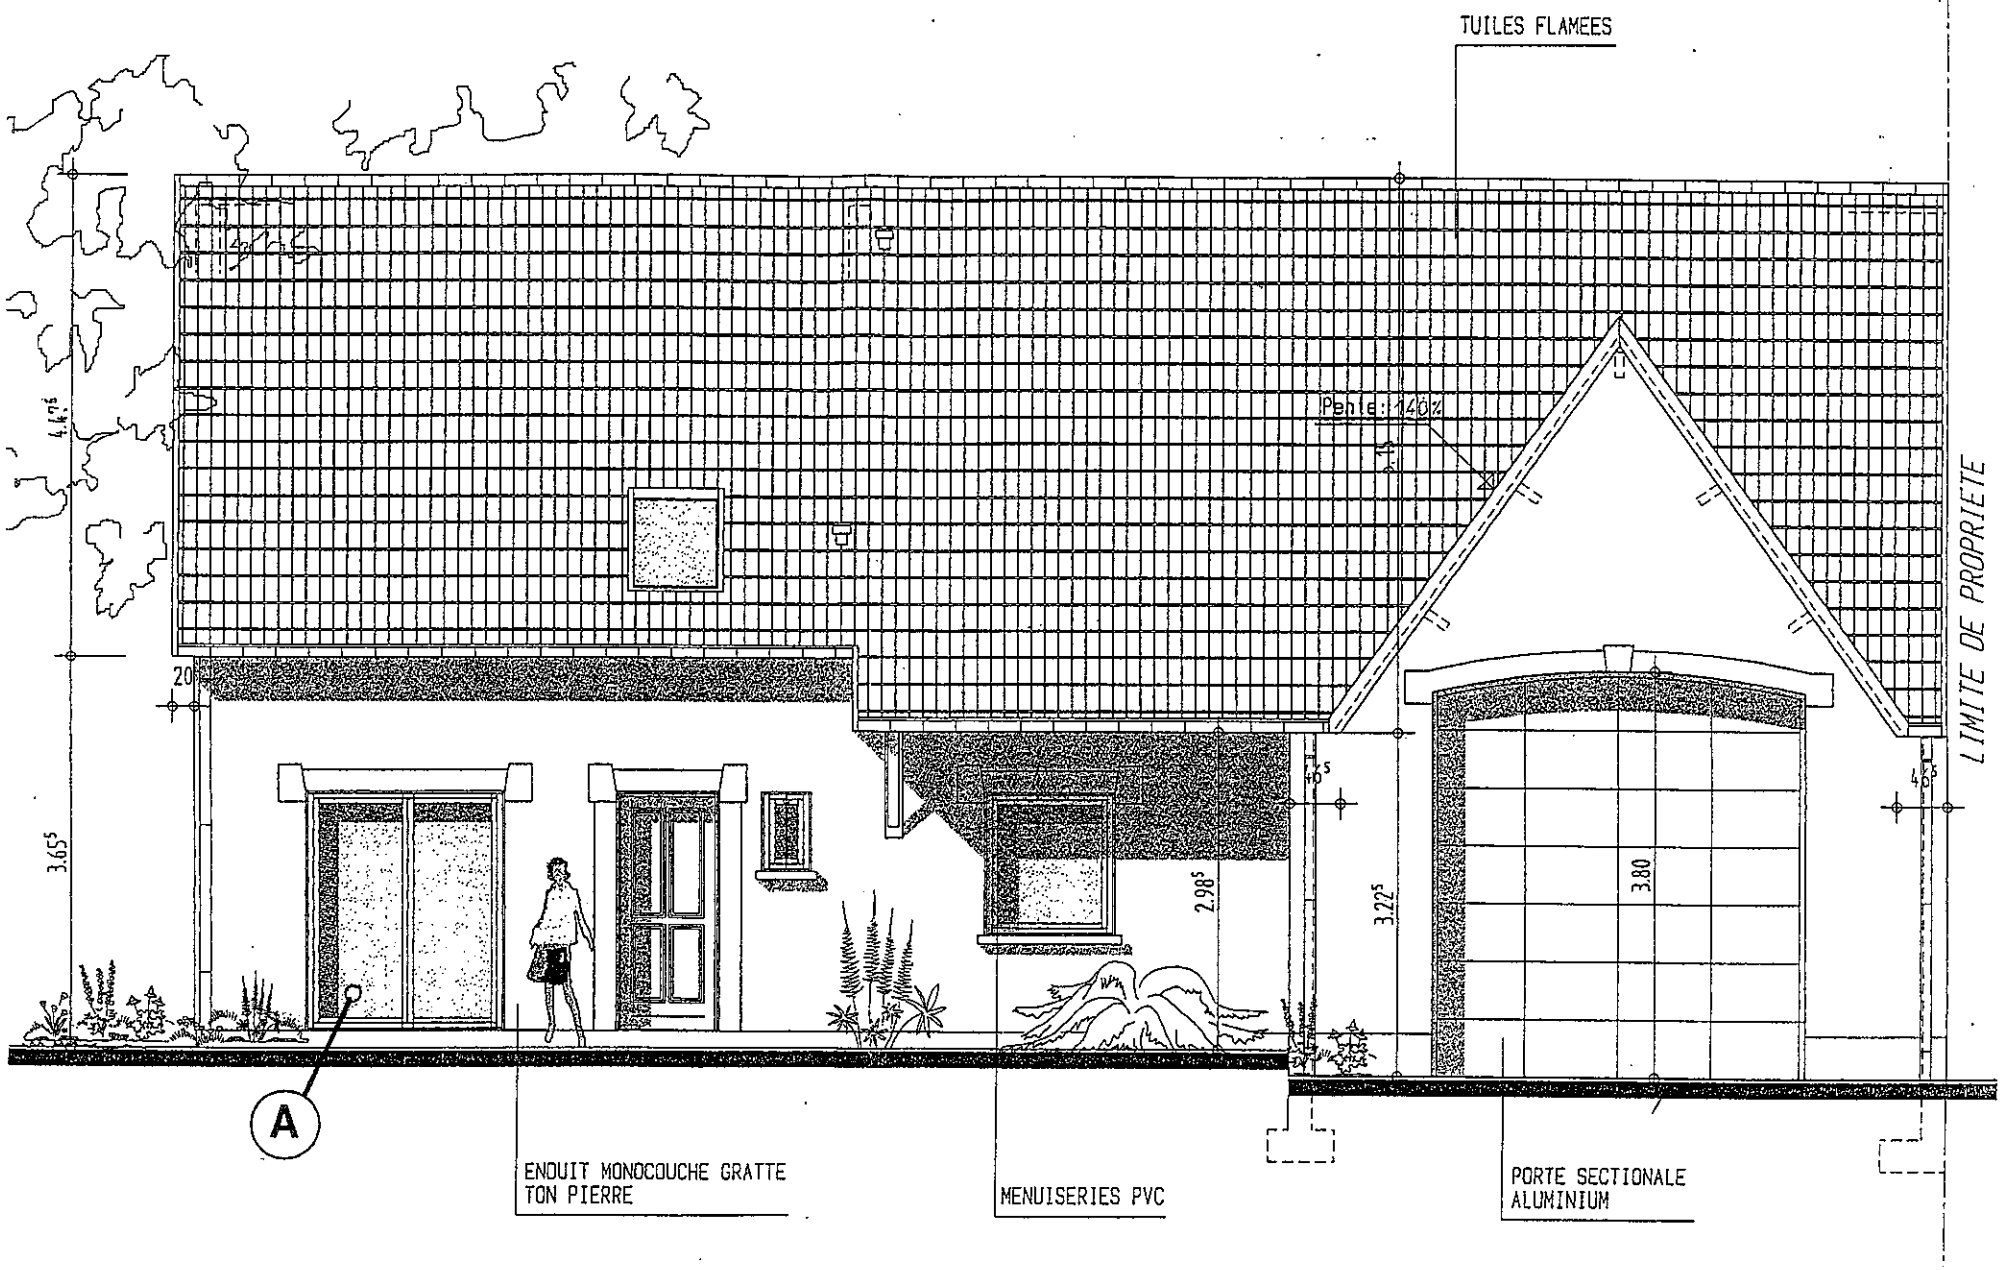 TUILES FLAMEES
4.47⁵
Pente: 140%
LIMITE DE PROPRIETE
20
46⁵
46⁵
3.65⁵
2.98⁵
3.22⁵
3.80
A
ENDUIT MONOCOUCHE GRATTE
TON PIERRE
MENUISERIES PVC
PORTE SECTIONALE
ALUMINIUM